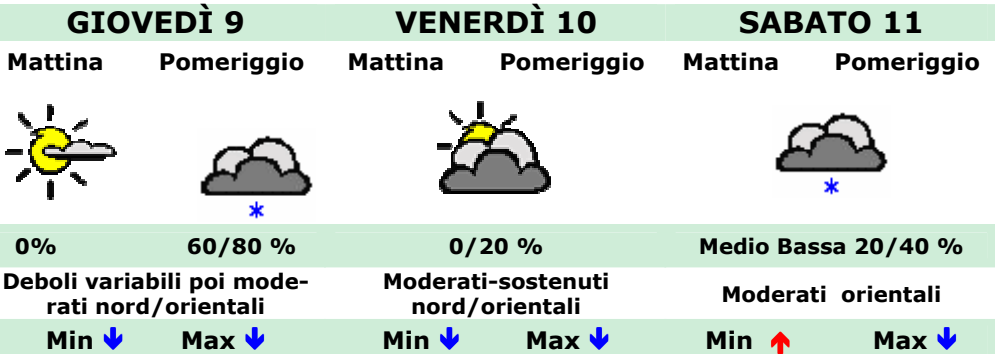 GIOVEDÌ 9 VENERDÌ 10 SABATO 11
Mattina Pomeriggio Mattina Pomeriggio Mattina Pomeriggio
0% 60/80 % 0/20 % Medio Bassa 20/40 %
Deboli variabili poi mode-
rati nord/orientali
Moderati-sostenuti
nord/orientali
Moderati orientali
Min Max Min Max Min Max